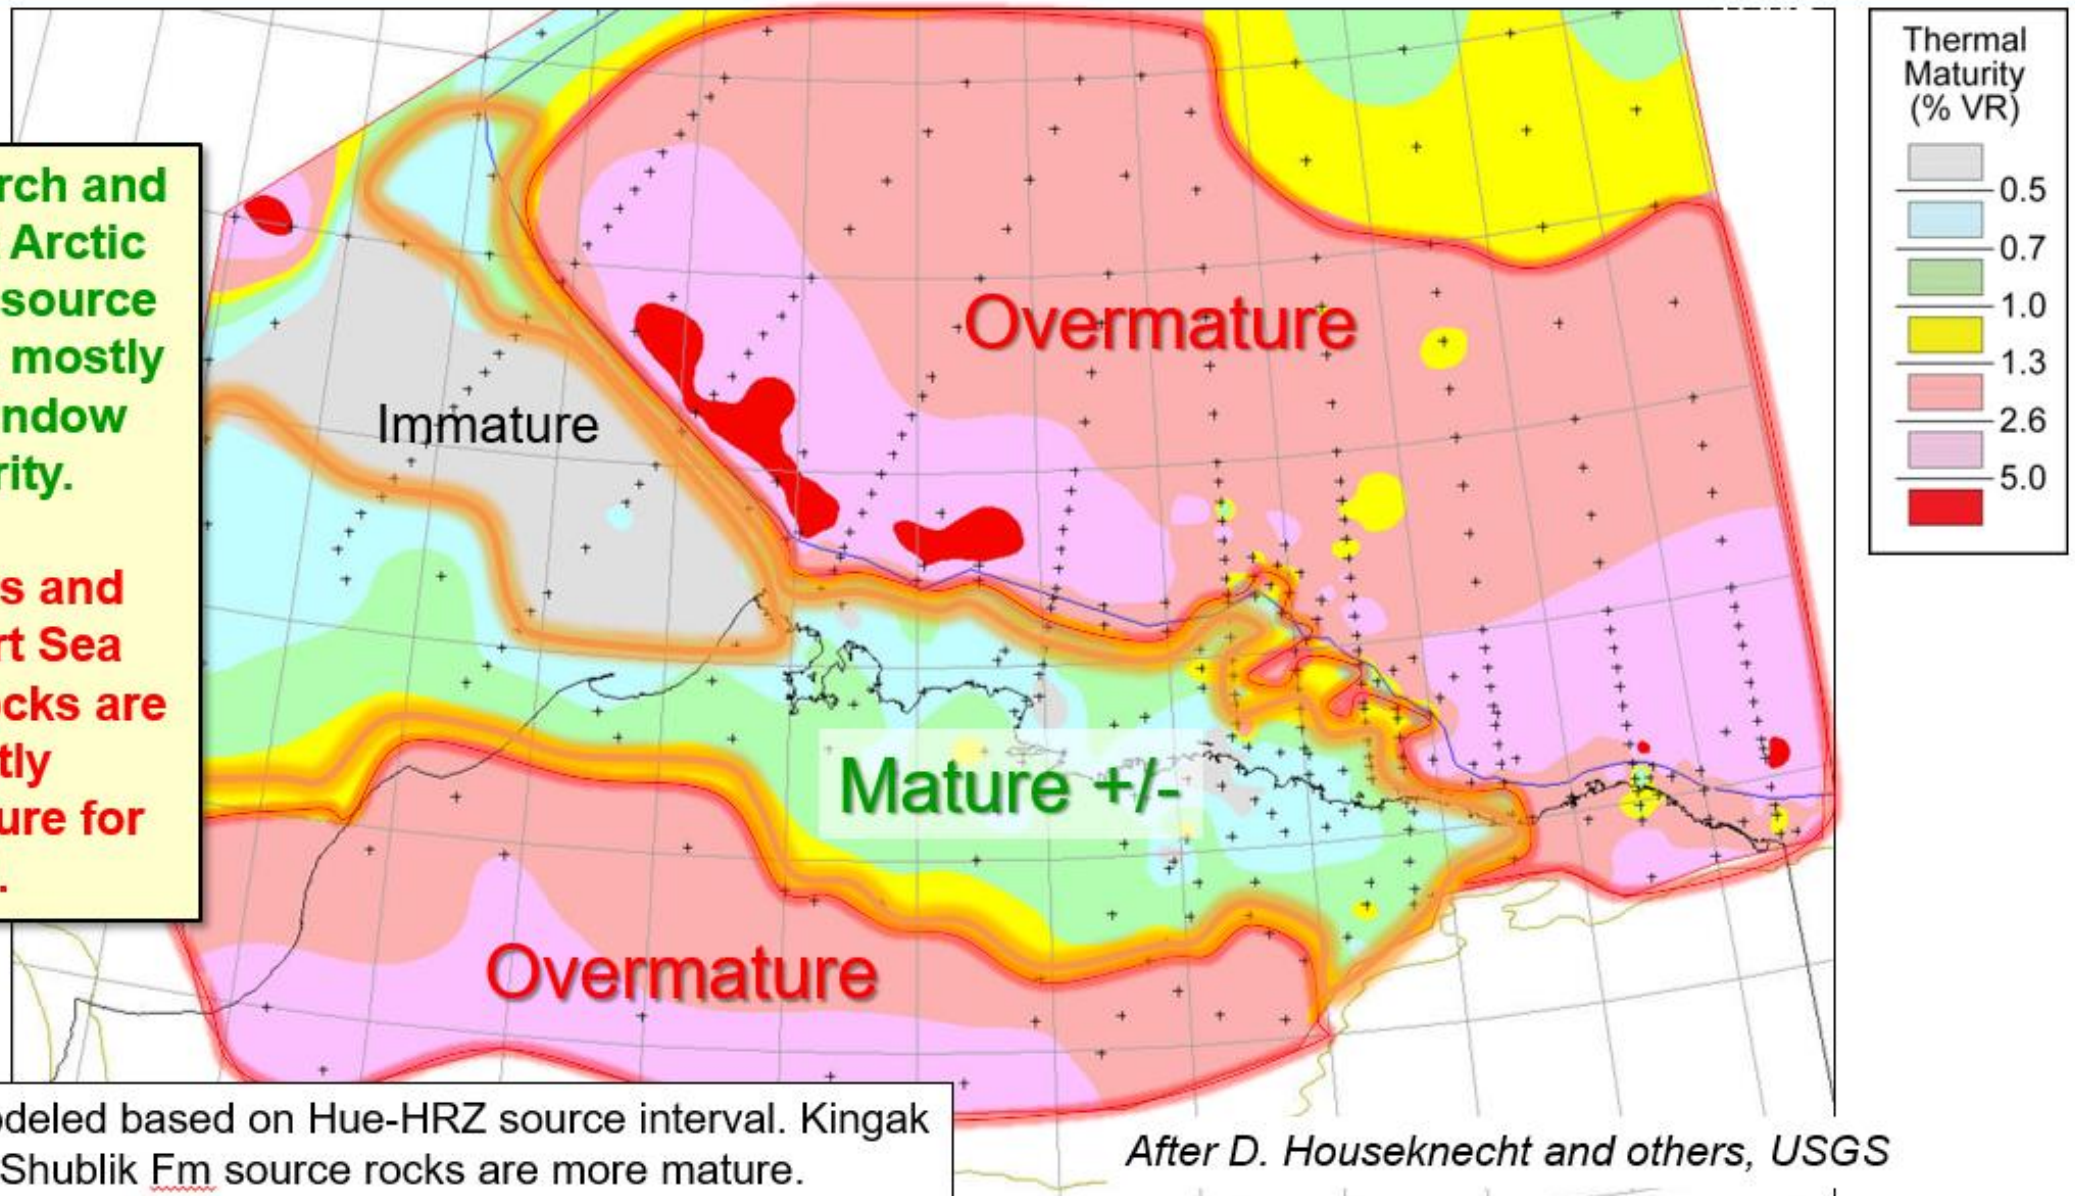 rch and
Arctic
source
mostly
ndow
rity.
s and
rt Sea
ocks are
tly
ure for
.
Overmature
Immature
Mature +/-
Overmature
Thermal
Maturity
(% VR)
0.5
0.7
1.0
1.3
2.6
5.0
odeled based on Hue-HRZ source interval. Kingak
Shublik Fm source rocks are more mature.
After D. Houseknecht and others, USGS